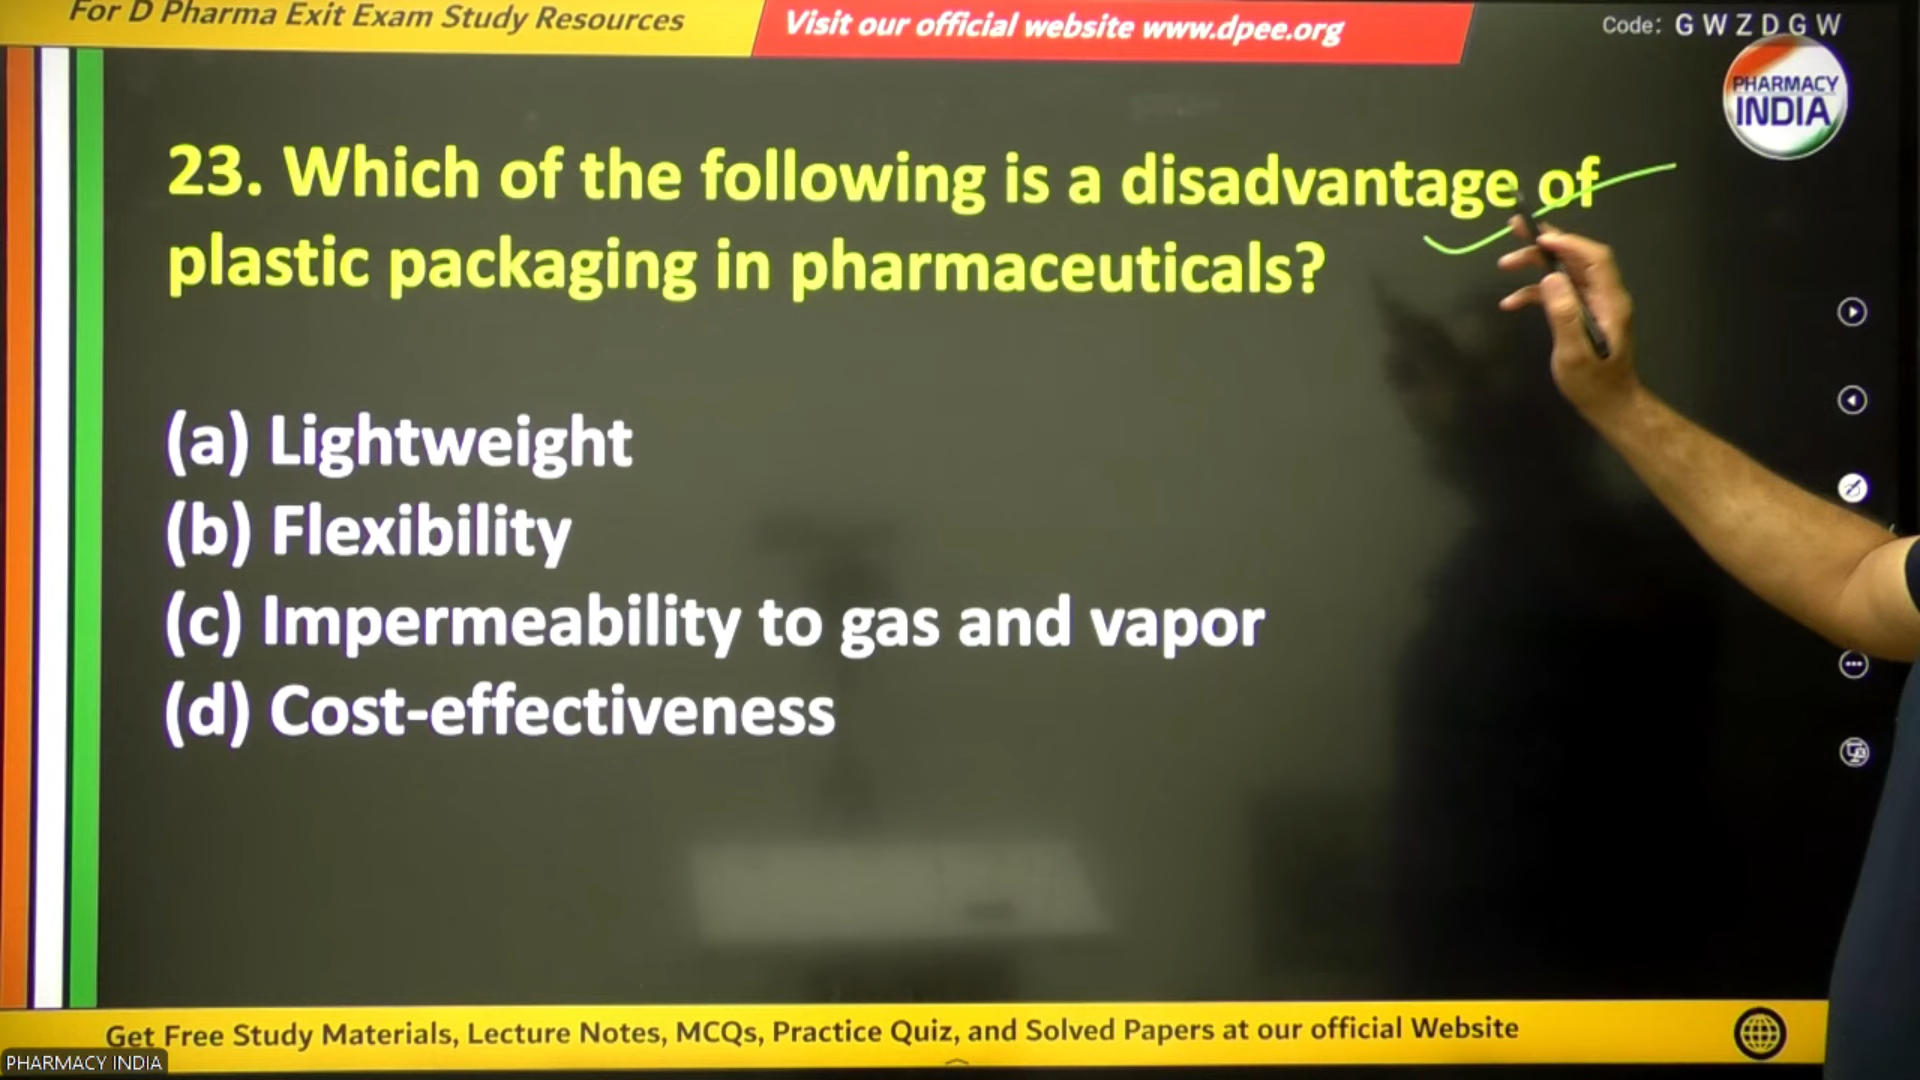 For D Pharma Exit Exam Study Resources
Visit our official website www.dpee.org
Code: G W Z D G W
PHARMACY
INDIA
23. Which of the following is a disadvantage of
plastic packaging in pharmaceuticals?
(a) Lightweight
(b) Flexibility
(c) Impermeability to gas and vapor
(d) Cost-effectiveness
Get Free Study Materials, Lecture Notes, MCQs, Practice Quiz, and Solved Papers at our official Website
PHARMACY INDIA